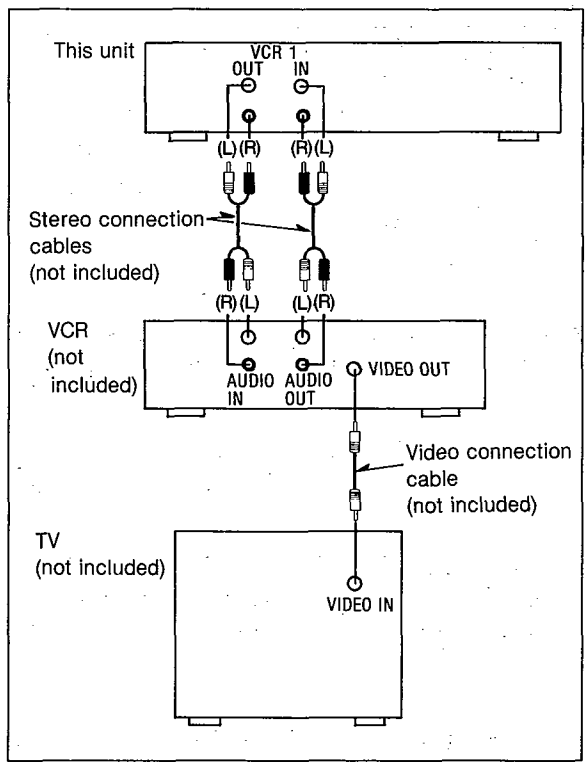 This unit
VCR 1
OUT IN
(L) (R) (R) (L)
Stereo connection
cables
(not included)
(R) (L) (L) (R)
VCR
(not
included)
AUDIO
IN
AUDIO
OUT
VIDEO OUT
Video connection
cable
(not included)
TV
(not included)
VIDEO IN